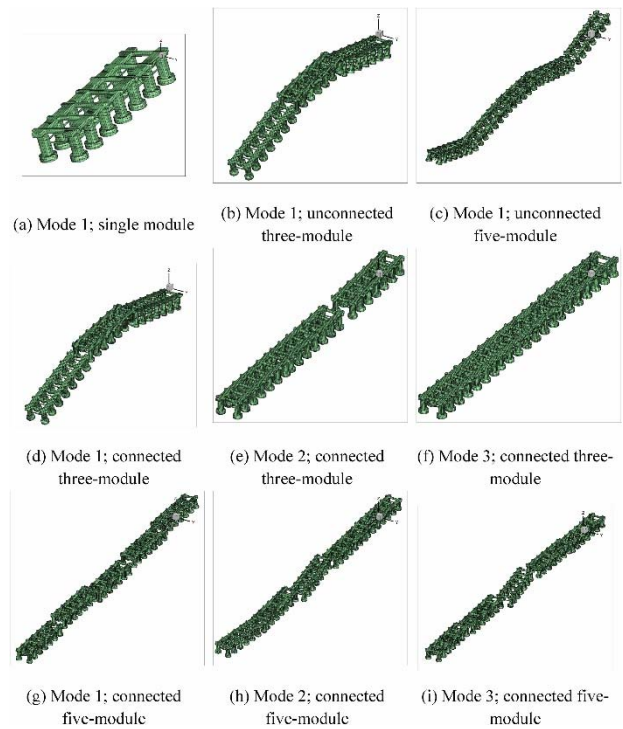 (a) Mode 1; single module
(b) Mode 1; unconnected
three-module
(c) Mode 1; unconnected
five-module
(d) Mode 1; connected
three-module
(e) Mode 2; connected
three-module
(f) Mode 3; connected three-
module
(g) Mode 1; connected
five-module
(h) Mode 2; connected
five-module
(i) Mode 3; connected five-
module